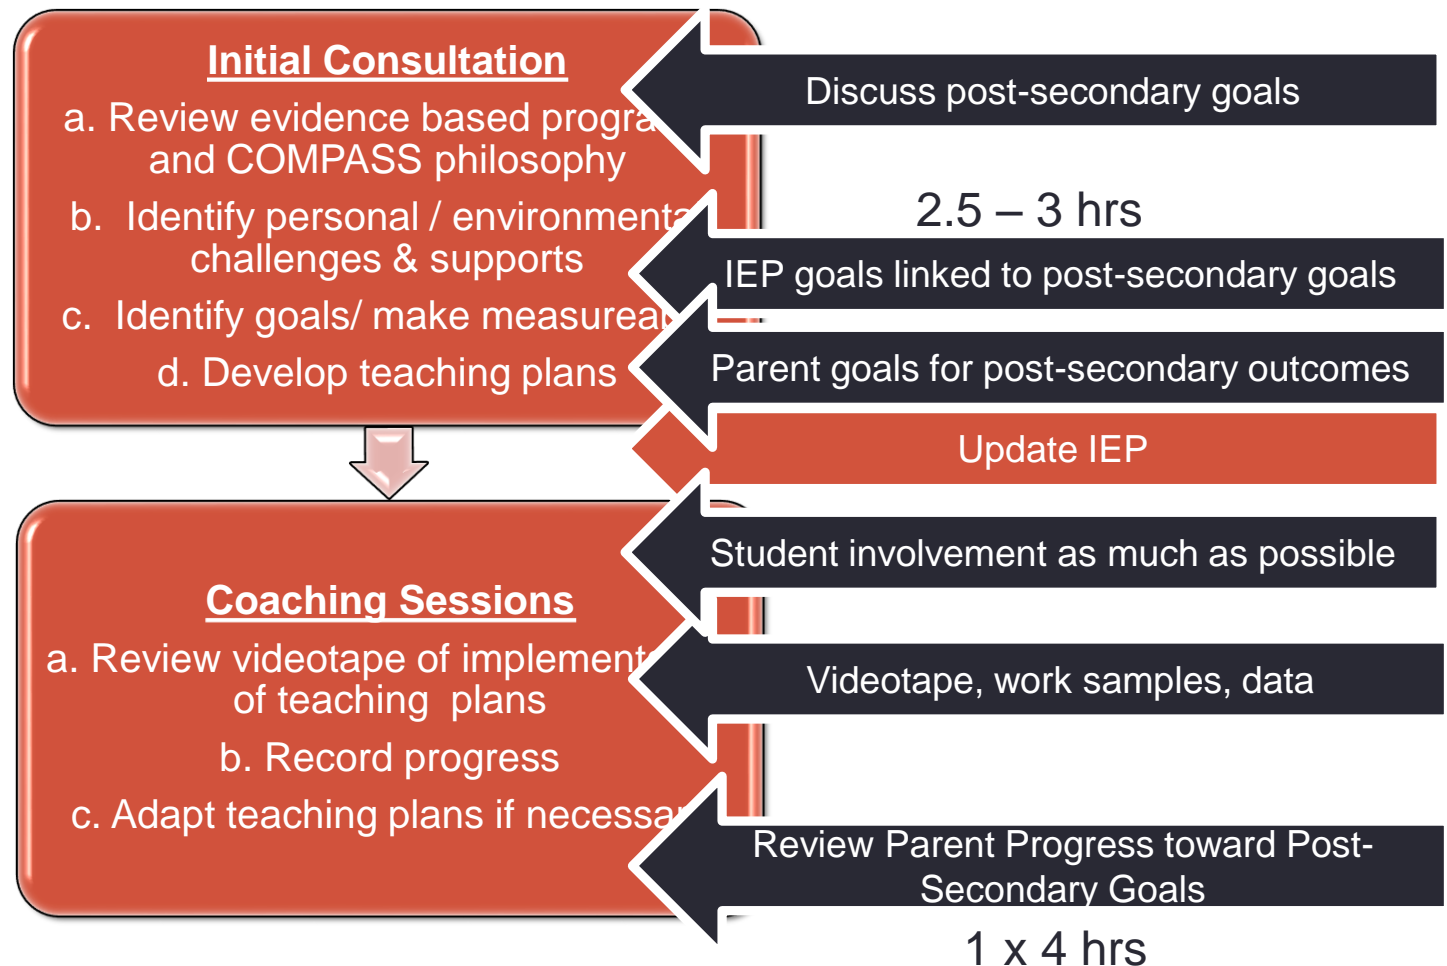 Initial Consultation
a. Review evidence based progra
and COMPASS philosophy
b. Identify personal / environmenta
challenges & supports
c. Identify goals/ make measurea
d. Develop teaching plans
Discuss post-secondary goals
2.5 – 3 hrs
IEP goals linked to post-secondary goals
Parent goals for post-secondary outcomes
Update IEP
Coaching Sessions
a. Review videotape of implement
of teaching plans
b. Record progress
c. Adapt teaching plans if necessar
Student involvement as much as possible
Videotape, work samples, data
Review Parent Progress toward Post-
Secondary Goals
1 x 4 hrs